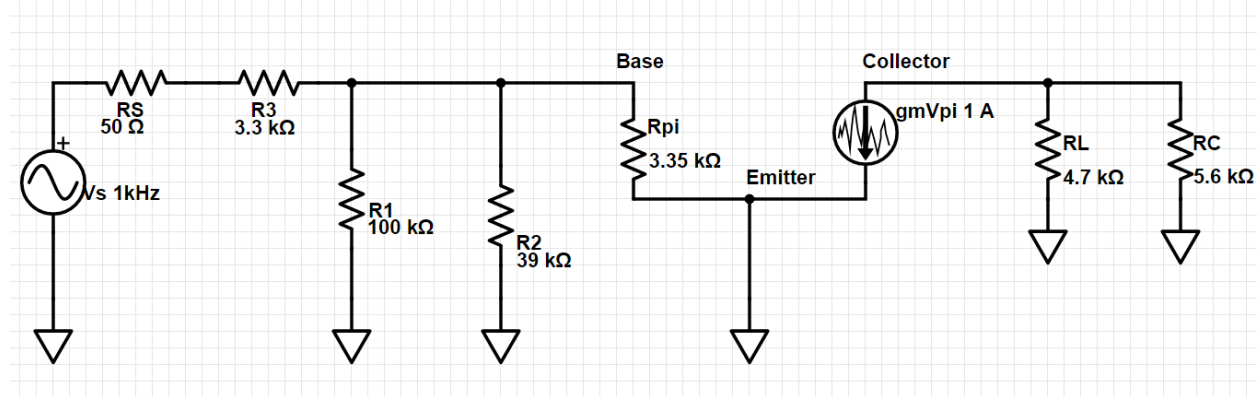 Base
Collector
RS
50 Ω
R3
3.3 kΩ
gmVpi 1 A
Rpi
3.35 kΩ
RL
4.7 kΩ
RC
5.6 kΩ
+
Vs 1kHz
Emitter
R1
100 kΩ
R2
39 kΩ